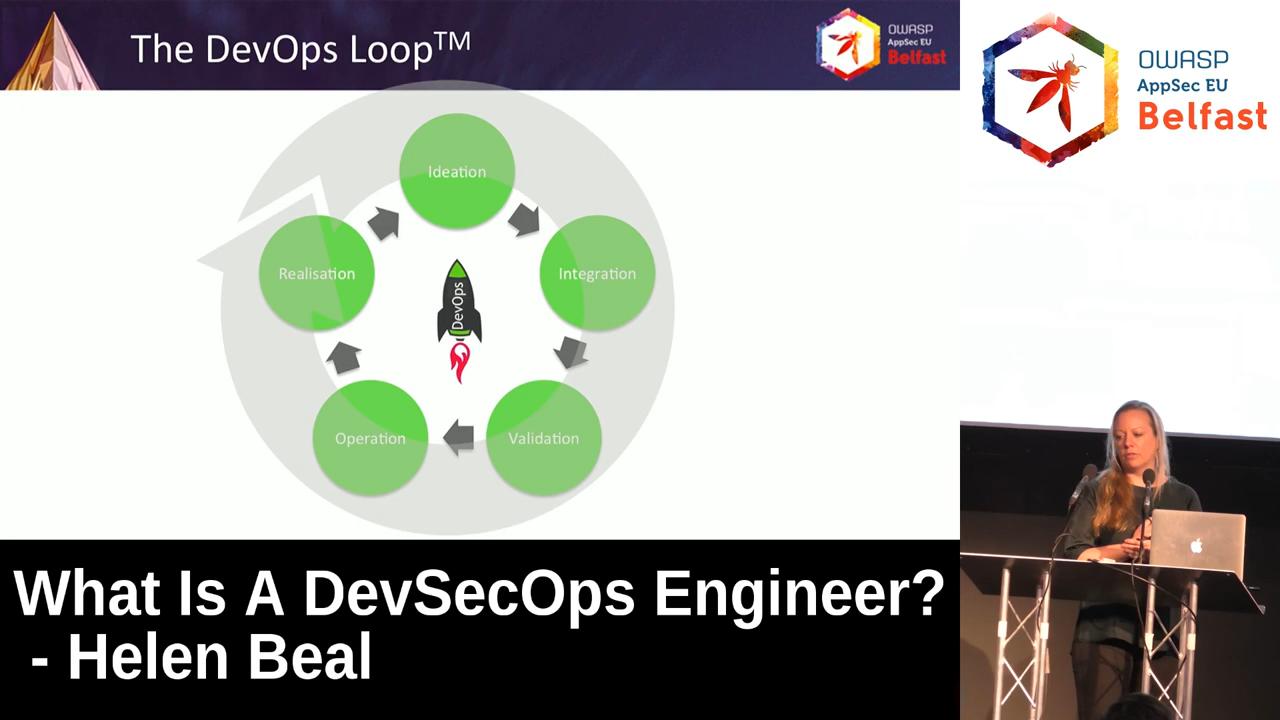 The DevOps Loop™
OWASP
AppSec EU
Belfast
OWASP
AppSec EU
Belfast
Ideation
Realisation
Integration
DevOps
Operation
Validation
What Is A DevSecOps Engineer?
- Helen Beal